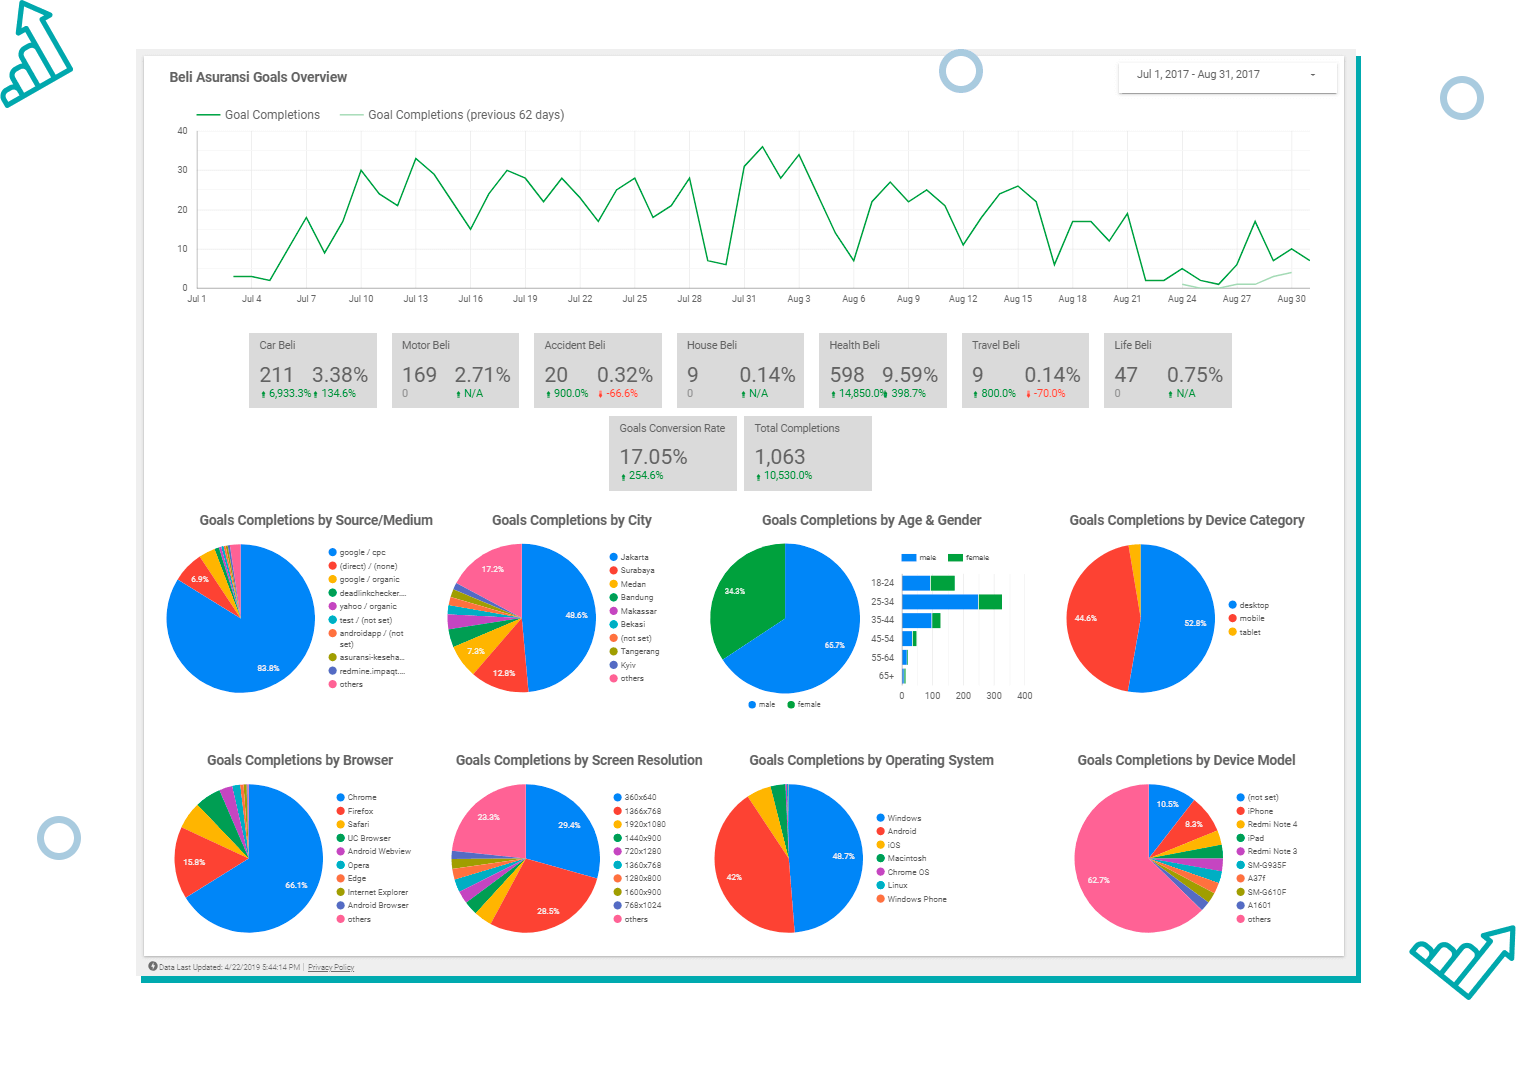 Beli Asuransi Goals Overview
Jul 1, 2017 - Aug 31, 2017
Goal Completions
Goal Completions (previous 62 days)
40
30
20
10
0
Jul 1 Jul 4 Jul 7 Jul 10 Jul 13 Jul 16 Jul 19 Jul 22 Jul 25 Jul 28 Jul 31 Aug 3 Aug 6 Aug 9 Aug 12 Aug 15 Aug 18 Aug 21 Aug 24 Aug 27 Aug 30
Car Beli
211 3.38%
6,933.3% 134.6%
Motor Beli
169 2.71%
0 N/A
Accident Beli
20 0.32%
900.0% -66.6%
House Beli
9 0.14%
0 N/A
Health Beli
598 9.59%
14,850.0% 398.7%
Travel Beli
9 0.14%
800.0% -70.0%
Life Beli
47 0.75%
0 N/A
Goals Conversion Rate
17.05%
254.6%
Total Completions
1,063
10,530.0%
Goals Completions by Source/Medium
6.9%
83.8%
google / cpc
(direct) / (none)
google / organic
deadlinkchecker....
yahoo / organic
test / (not set)
androidapp / (not
set)
asuransi-keseha...
redmine.impaqt....
others
Goals Completions by City
17.2%
48.6%
7.3%
12.8%
Jakarta
Surabaya
Medan
Bandung
Makassar
Bekasi
(not set)
Tangerang
Kyiv
others
Goals Completions by Age & Gender
34.3%
65.7%
male
female
male
female
18-24
25-34
35-44
45-54
55-64
65+
0 100 200 300 400
Goals Completions by Device Category
44.6%
52.8%
desktop
mobile
tablet
Goals Completions by Browser
15.8%
66.1%
Chrome
Firefox
Safari
UC Browser
Android Webview
Opera
Edge
Internet Explorer
Android Browser
others
Goals Completions by Screen Resolution
23.3%
29.4%
28.5%
360x640
1366x768
1920x1080
1440x900
720x1280
1360x768
1280x800
1600x900
768x1024
others
Goals Completions by Operating System
48.7%
42%
Windows
Android
iOS
Macintosh
Chrome OS
Linux
Windows Phone
Goals Completions by Device Model
10.5%
8.3%
62.7%
(not set)
iPhone
Redmi Note 4
iPad
Redmi Note 3
SM-G935F
A37f
SM-G610F
A1601
others
Data Last Updated: 4/22/2019 5:44:14 PM | Privacy Policy